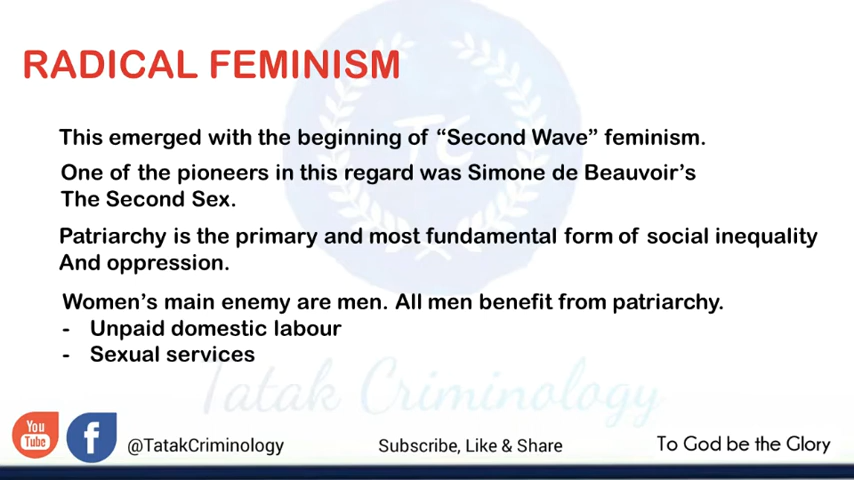 RADICAL FEMINISM
This emerged with the beginning of “Second Wave” feminism.
One of the pioneers in this regard was Simone de Beauvoir’s
The Second Sex.
Patriarchy is the primary and most fundamental form of social inequality
And oppression.
Women’s main enemy are men. All men benefit from patriarchy.
- Unpaid domestic labour
- Sexual services
Tatak Criminology
You
Tube
f
@TatakCriminology
Subscribe, Like & Share
To God be the Glory